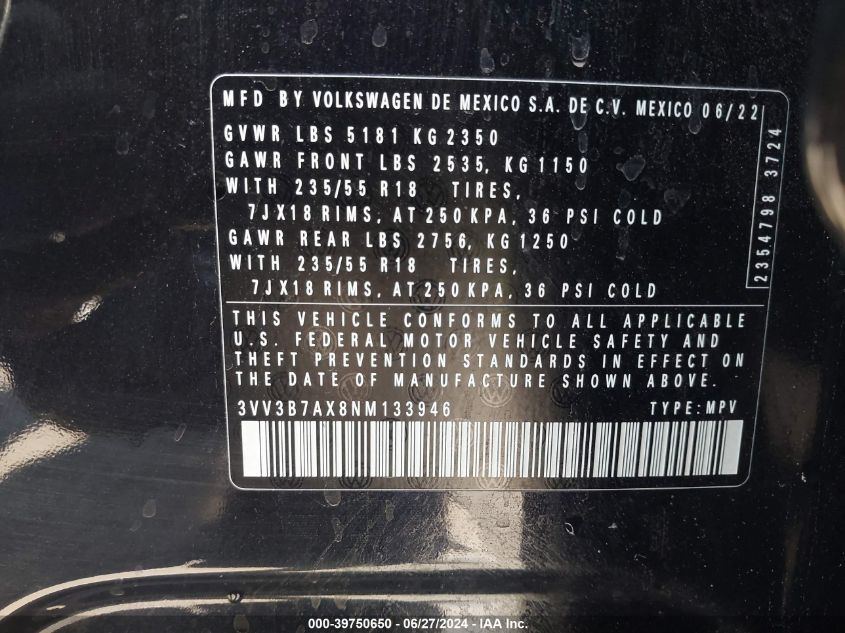 MFD BY VOLKSWAGEN DE MEXICO S.A. DE C.V. MEXICO 06/22
GVWR LBS 5181 KG 2350
GAWR FRONT LBS 2535, KG 1150
WITH 235/55 R18 TIRES,
7JX18 RIMS, AT 250 KPA, 36 PSI COLD
GAWR REAR LBS 2756, KG 1250
WITH 235/55 R18 TIRES,
7JX18 RIMS, AT 250 KPA, 36 PSI COLD
2354798 3724
THIS VEHICLE CONFORMS TO ALL APPLICABLE
U.S. FEDERAL MOTOR VEHICLE SAFETY AND
THEFT PREVENTION STANDARDS IN EFFECT ON
THE DATE OF MANUFACTURE SHOWN ABOVE.
3VV3B7AX8NM133946 TYPE: MPV
000-39750650 - 06/27/2024 - IAA Inc.